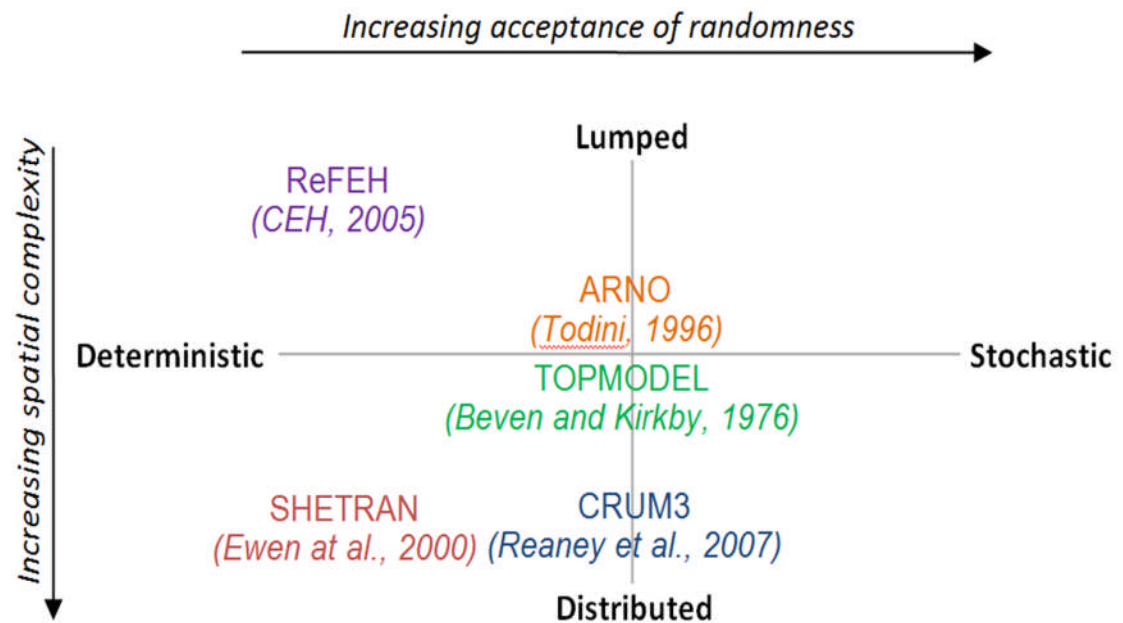 Increasing acceptance of randomness
Increasing spatial complexity
Lumped
ReFEH
(CEH, 2005)
ARNO
(Todini, 1996)
Deterministic
Stochastic
TOPMODEL
(Beven and Kirkby, 1976)
SHETRAN
(Ewen at al., 2000)
CRUM3
(Reaney et al., 2007)
Distributed